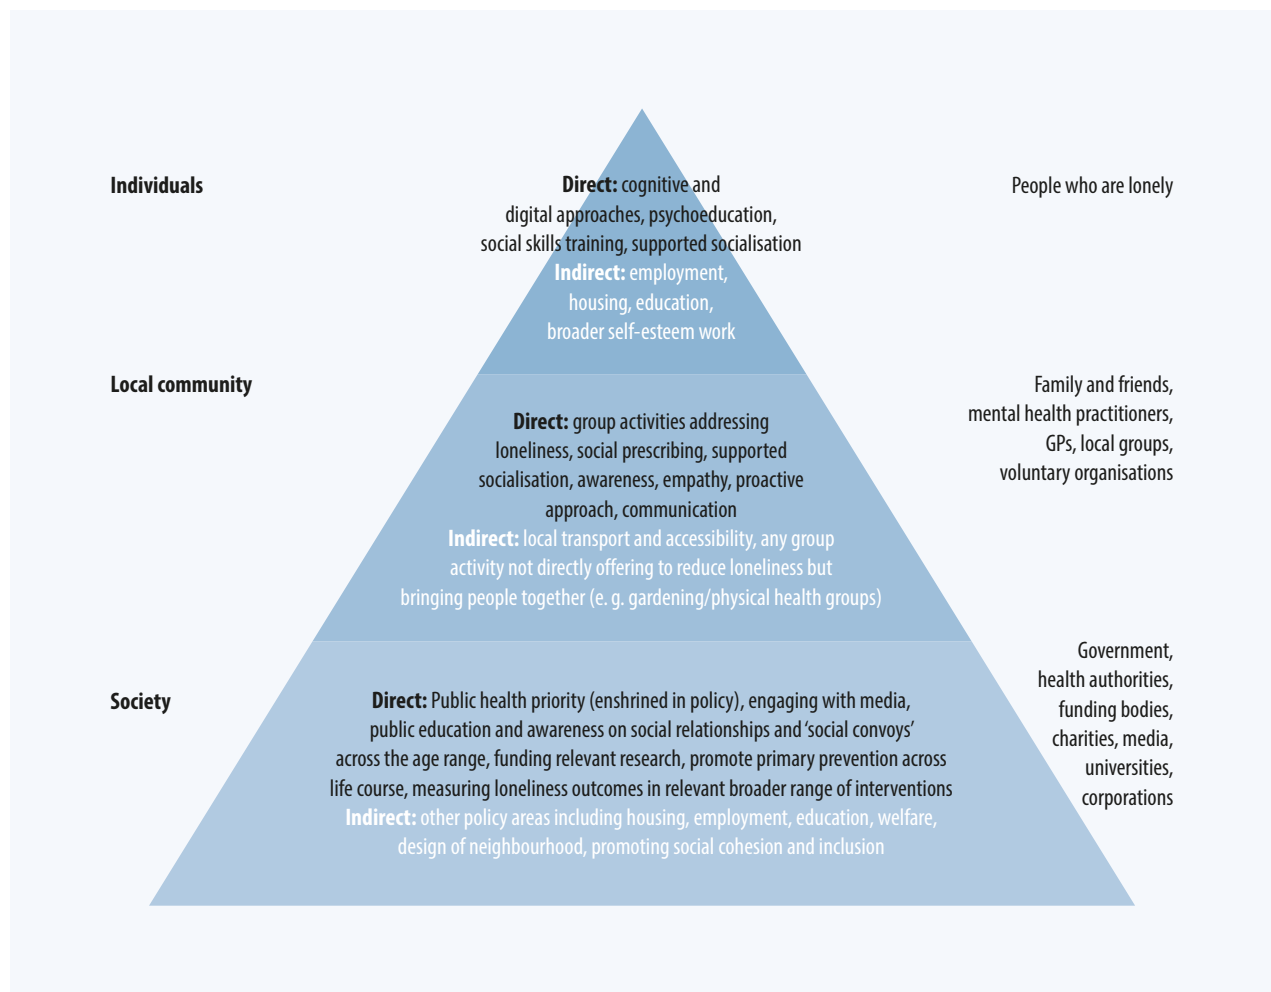 Individuals
Direct: cognitive and
digital approaches, psychoeducation,
social skills training, supported socialisation
Indirect: employment,
housing, education,
broader self-esteem work
People who are lonely
Local community
Direct: group activities addressing
loneliness, social prescribing, supported
socialisation, awareness, empathy, proactive
approach, communication
Indirect: local transport and accessibility, any group
activity not directly offering to reduce loneliness but
bringing people together (e. g. gardening/physical health groups)
Family and friends,
mental health practitioners,
GPs, local groups,
voluntary organisations
Society
Direct: Public health priority (enshrined in policy), engaging with media,
public education and awareness on social relationships and ‘social convoys’
across the age range, funding relevant research, promote primary prevention across
life course, measuring loneliness outcomes in relevant broader range of interventions
Indirect: other policy areas including housing, employment, education, welfare,
design of neighbourhood, promoting social cohesion and inclusion
Government,
health authorities,
funding bodies,
charities, media,
universities,
corporations